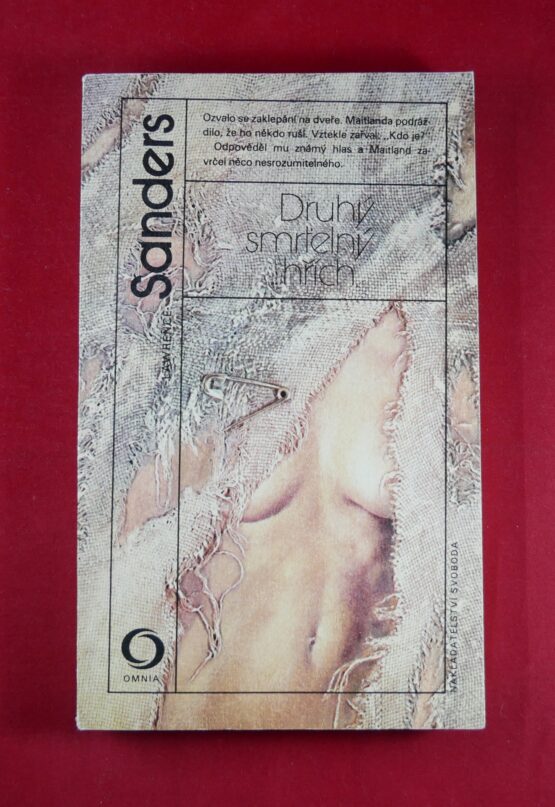 Ozvalo se zaklepání na dveře. Maitlanda podráž-
dilo, že ho někdo ruší. Vztekle zařval: „Kdo je?"
Odpověděl mu známý hlas a Maitland za-
vrčel něco nesrozumitelného.
LAWRENCE Sanders
Druhý
smrtelný
hřích
OMNIA
NAKLADATELSTVÍ SVOBODA